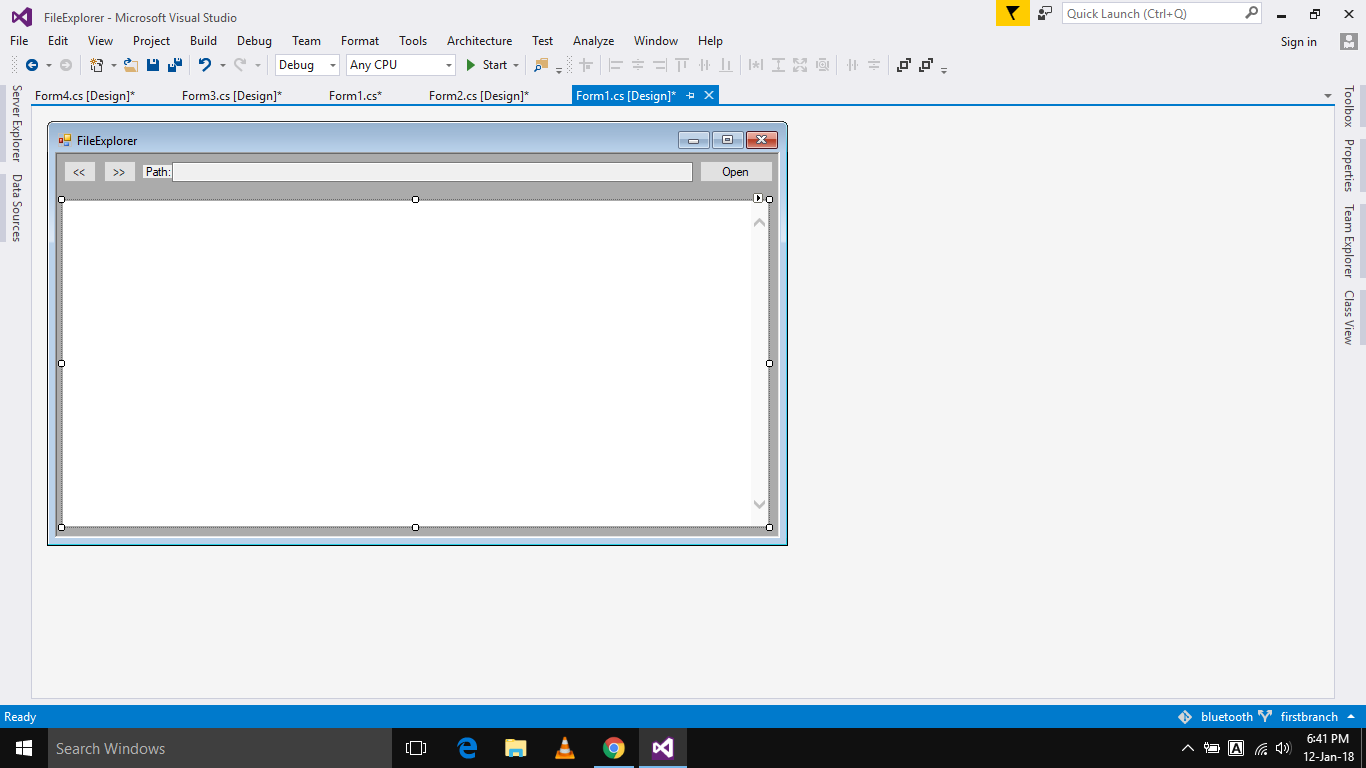 FileExplorer - Microsoft Visual Studio
Quick Launch (Ctrl+Q)
File Edit View Project Build Debug Team Format Tools Architecture Test Analyze Window Help
Sign in
Debug Any CPU Start
Form4.cs [Design]* Form3.cs [Design]* Form1.cs* Form2.cs [Design]* Form1.cs [Design]*
Server Explorer
Data Sources
FileExplorer
<< >> Path: Open
Toolbox
Properties
Team Explorer
Class View
Ready
bluetooth firstbranch
Search Windows
A
6:41 PM
12-Jan-18